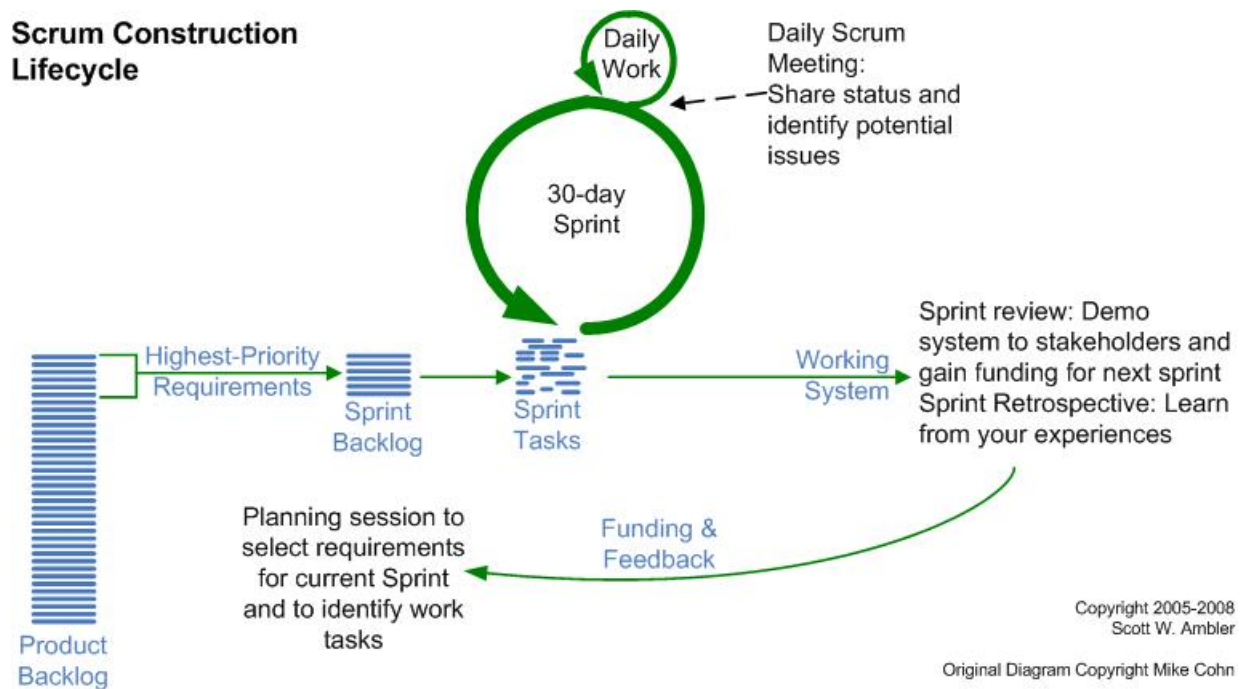 Scrum Construction
Lifecycle
Daily
Work
Daily Scrum
Meeting:
Share status and
identify potential
issues
30-day
Sprint
Highest-Priority
Requirements
Sprint
Backlog
Sprint
Tasks
Working
System
Sprint review: Demo
system to stakeholders and
gain funding for next sprint
Sprint Retrospective: Learn
from your experiences
Planning session to
select requirements
for current Sprint
and to identify work
tasks
Funding &
Feedback
Product
Backlog
Copyright 2005-2008
Scott W. Ambler
Original Diagram Copyright Mike Cohn